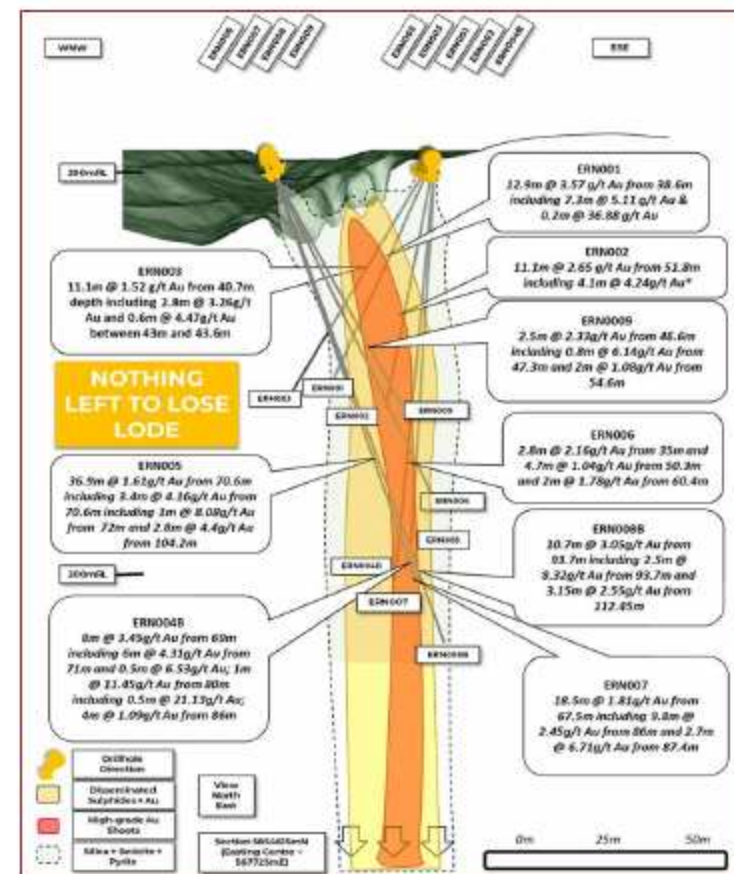 WNW
ERN006
ERN007
ERN008
ERN009
ESE
ERN001
12.9m @ 3.57 g/t Au from 38.6m
including 7.3m @ 5.11 g/t Au &
0.2m @ 36.88 g/t Au
ERN002
11.1m @ 2.65 g/t Au from 51.8m
including 4.1m @ 4.24g/t Au*
ERN003
11.1m @ 1.52 g/t Au from 40.7m
depth including 2.8m @ 3.26g/t
Au and 0.6m @ 4.47g/t Au
between 43m and 43.6m
ERN0009
2.5m @ 2.33g/t Au from 46.6m
including 0.8m @ 6.14g/t Au from
47.3m and 2m @ 1.08g/t Au from
54.6m
NOTHING
LEFT TO LOSE
LODE
ERN003
ERN001
ERN002
ERN009
ERN005
36.9m @ 1.61g/t Au from 70.6m
including 3.4m @ 4.16g/t Au from
70.6m including 1m @ 8.08g/t Au
from 72m and 2.8m @ 4.4g/t Au
from 104.2m
ERN006
2.8m @ 2.16g/t Au from 35m and
4.7m @ 1.04g/t Au from 50.3m
and 2m @ 1.78g/t Au from 60.4m
ERN006
ERN004B
ERN007
ERN008B
ERN008B
10.7m @ 3.05g/t Au from
93.7m including 2.5m @
8.32g/t Au from 93.7m and
3.15m @ 2.55g/t Au from
112.45m
200mRL
ERN004B
8m @ 3.45g/t Au from 69m
including 6m @ 4.31g/t Au from
71m and 0.5m @ 6.53g/t Au; 1m
@ 11.45g/t Au from 80m
including 0.5m @ 21.13g/t Au;
4m @ 1.09g/t Au from 86m
ERN007
18.5m @ 1.81g/t Au from
67.5m including 9.8m @
2.45g/t Au from 86m and 2.7m
@ 6.71g/t Au from 87.4m
Drillhole
Direction
Disseminated
Sulphides + Au
High-grade Au
Shoots
Silica + Sericite +
Pyrite
View
North
East
(Easting Centre -
567725mE)
0m 25m 50m